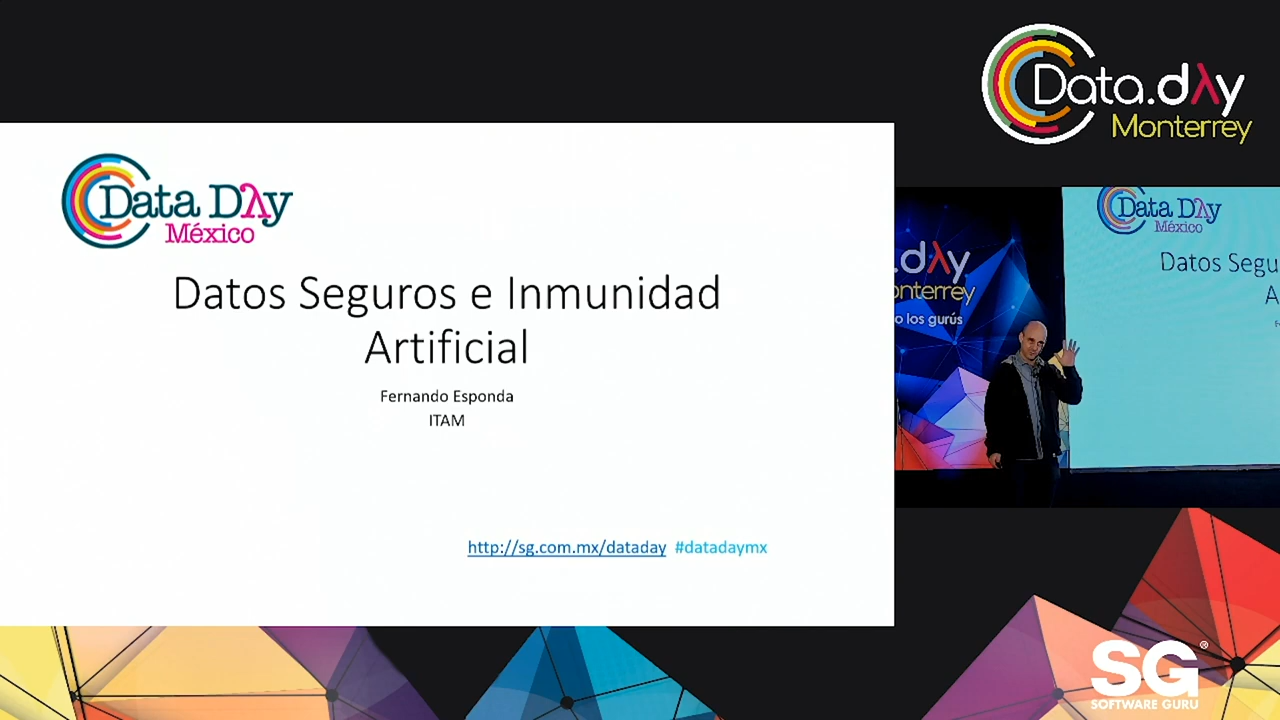 Data.dλy
Monterrey
Data Dλy
México
Datos Seguros e Inmunidad
Artificial
Fernando Esponda
ITAM
http://sg.com.mx/dataday #datadaymx
Data Dλy
México
Datos Segu
A
.dλy
onterrey
o los gurús
SG®
SOFTWARE GURU